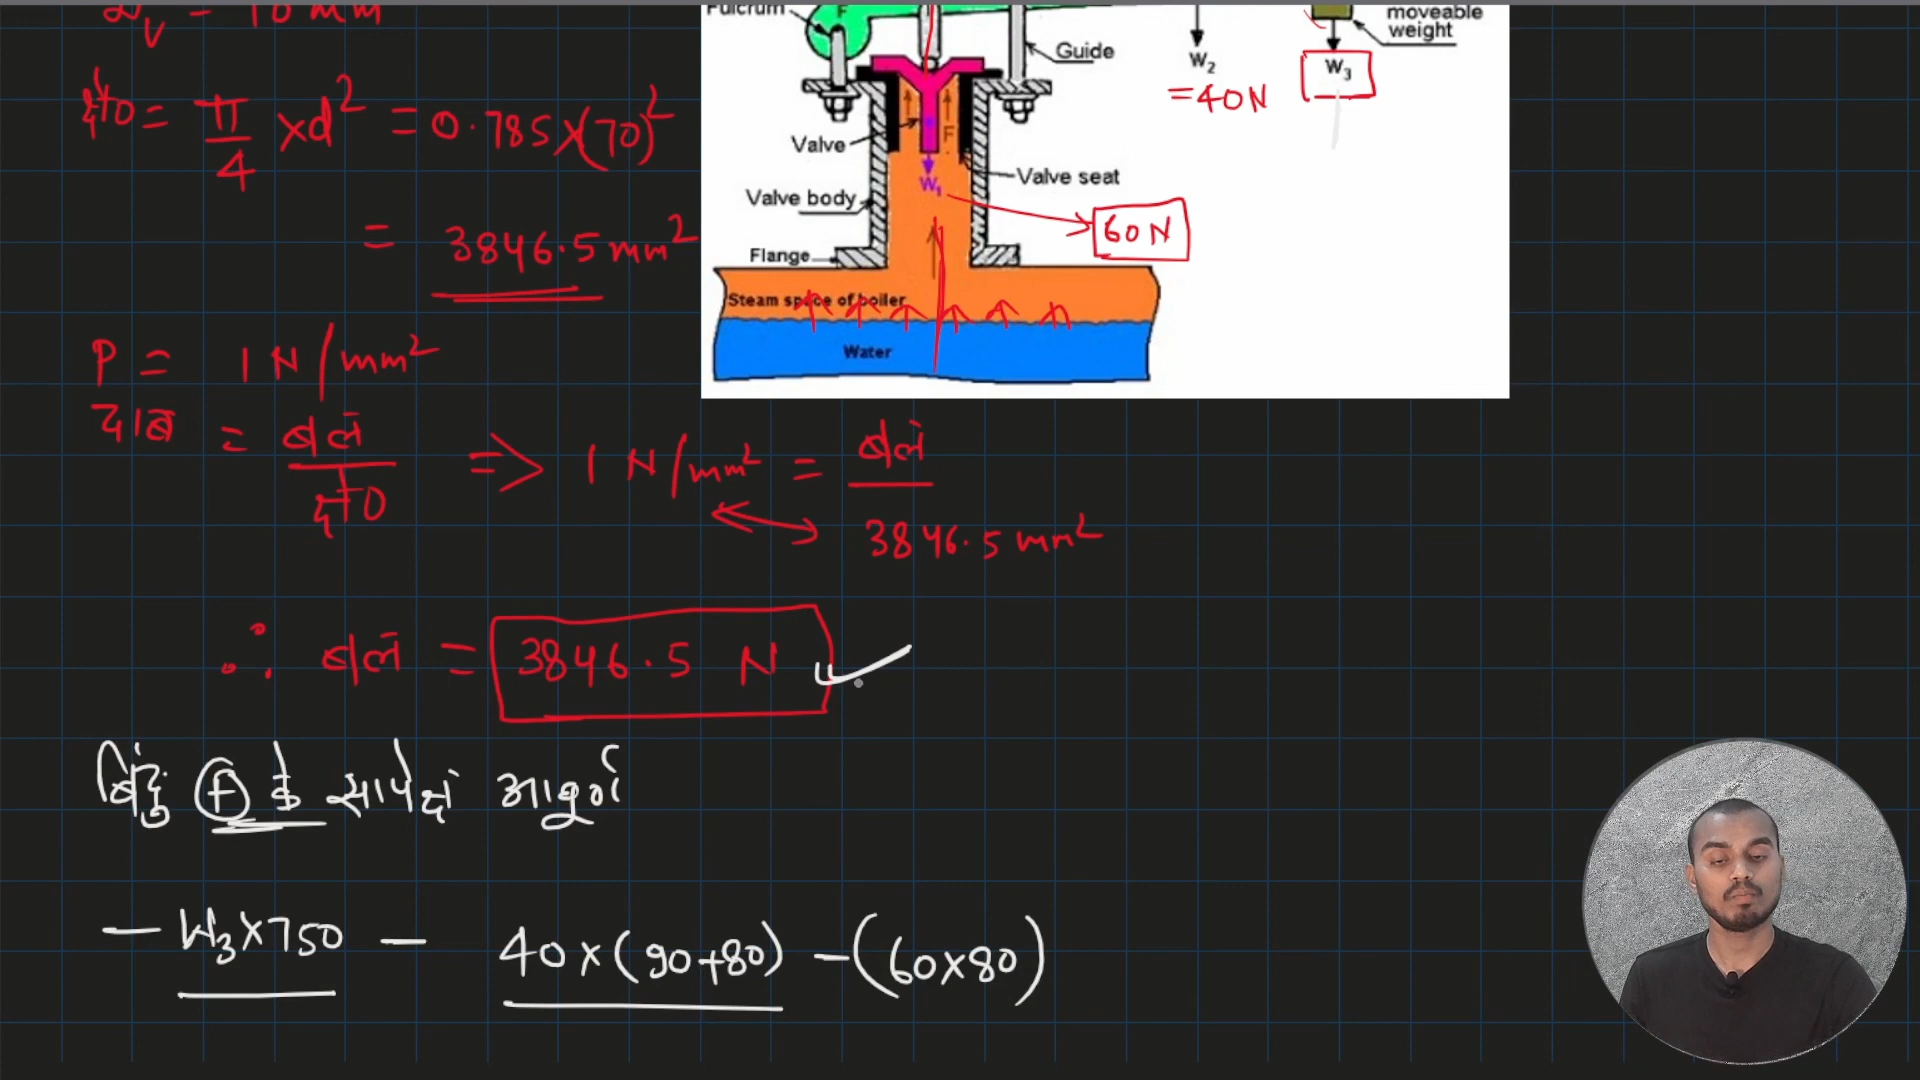 = π/4 × d² = 0.785×(70)²
= 3846.5 mm²
P = 1 N/mm²
दाब = बल / क्षे0 => 1 N/mm² = बल / 3846.5 mm²
∴ बल = 3846.5 N
बिंदु F के सापेक्ष आघूर्ण
− W₃×750 − 40×(90+80) −(60×80)
Fulcrum
F
Guide
Valve
F
W₁
Valve seat
Valve body
Flange
Steam space of boiler
Water
60 N
W₂
=40N
moveable
weight
W₃